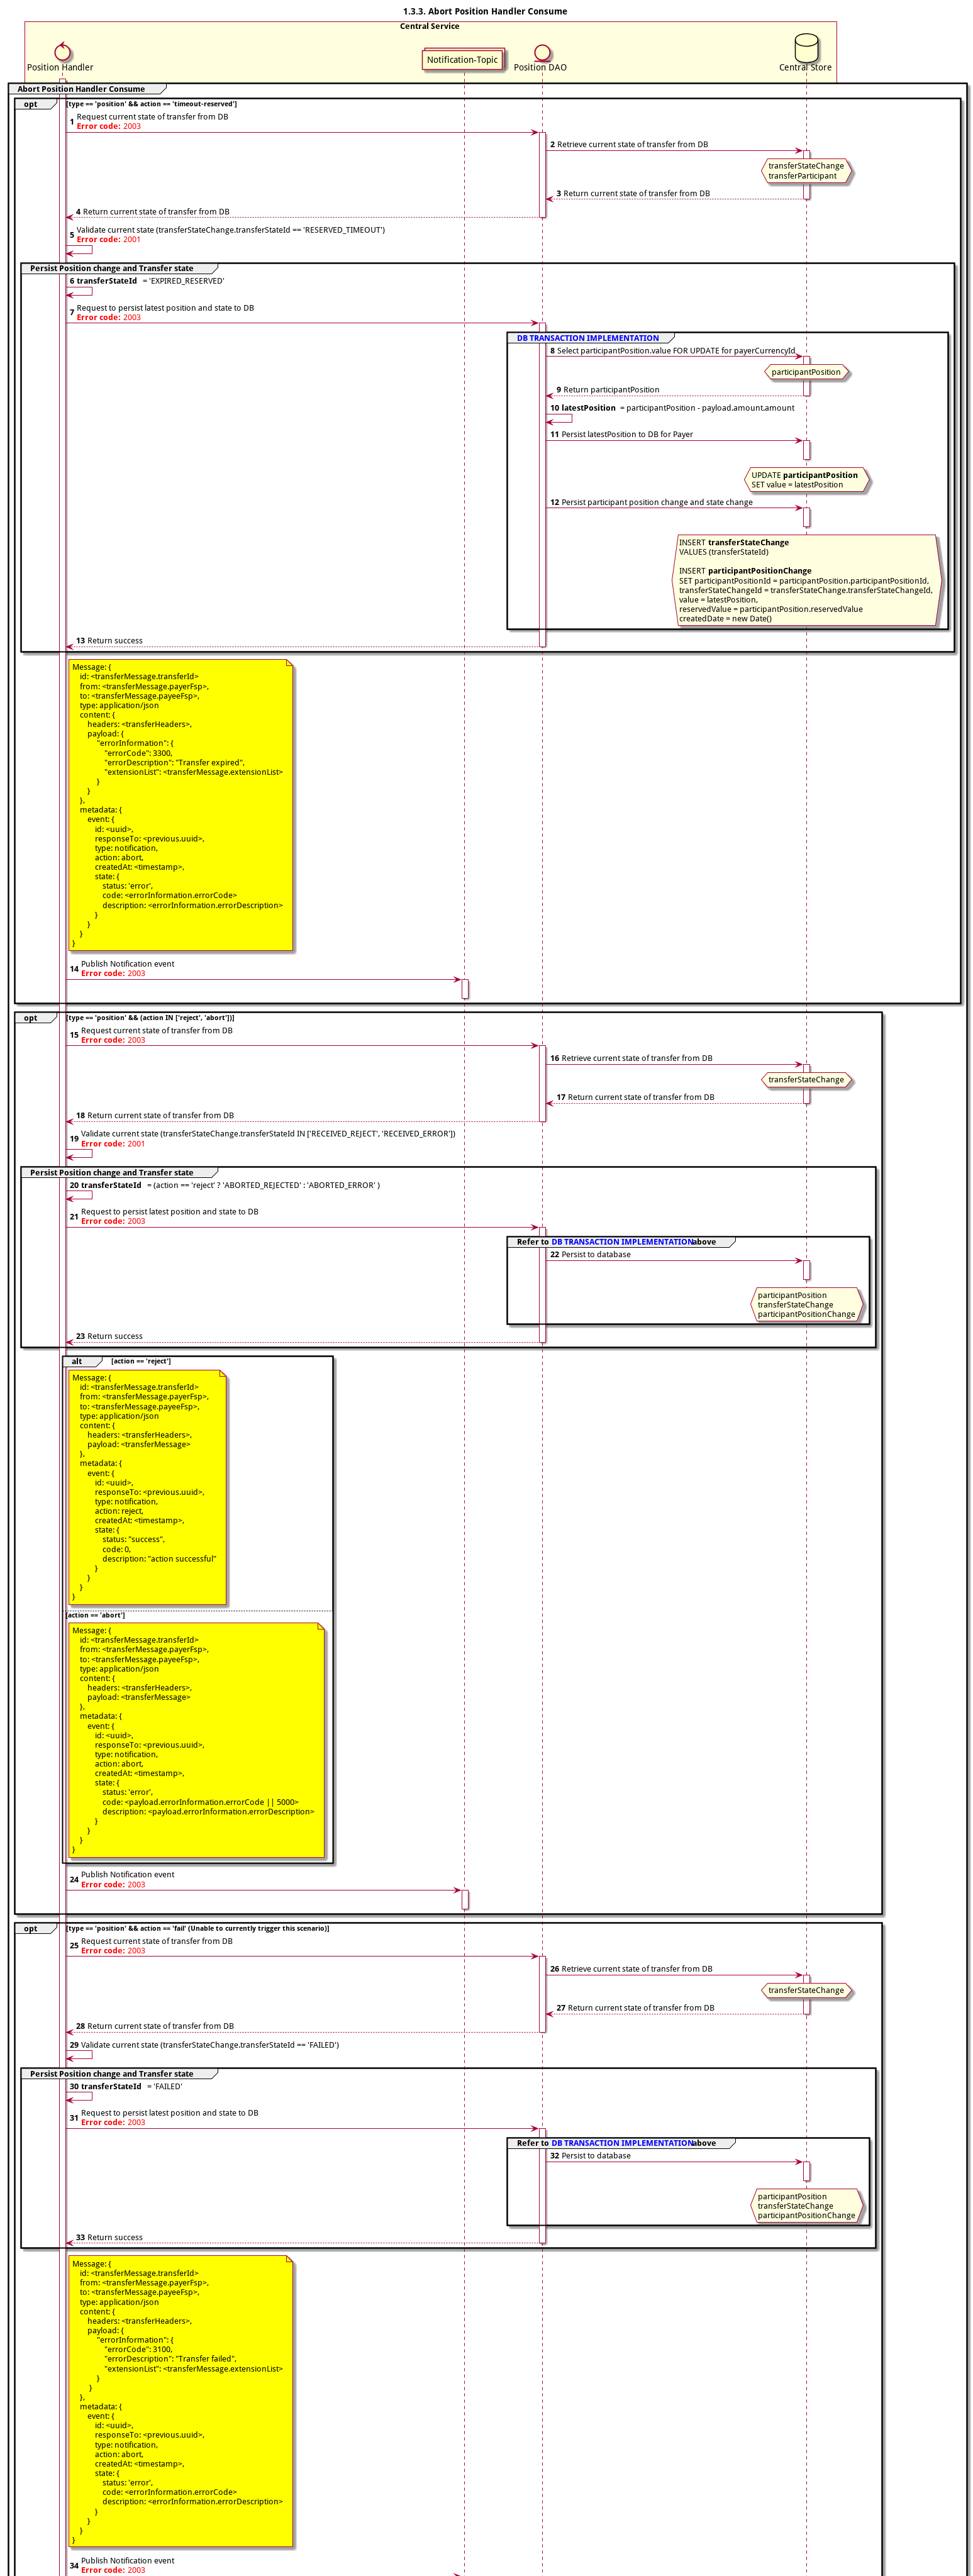 1.3.3. Abort Position Handler Consume
Central Service
Position Handler
Notification-Topic
Position DAO
Central Store
Abort Position Handler Consume
opt [type == 'position' && action == 'timeout-reserved']
1 Request current state of transfer from DB
Error code: 2003
2 Retrieve current state of transfer from DB
transferStateChange
transferParticipant
3 Return current state of transfer from DB
4 Return current state of transfer from DB
5 Validate current state (transferStateChange.transferStateId == 'RESERVED_TIMEOUT')
Error code: 2001
Persist Position change and Transfer state
6 transferStateId = 'EXPIRED_RESERVED'
7 Request to persist latest position and state to DB
Error code: 2003
DB TRANSACTION IMPLEMENTATION
8 Select participantPosition.value FOR UPDATE for payerCurrencyId
participantPosition
9 Return participantPosition
10 latestPosition = participantPosition - payload.amount.amount
11 Persist latestPosition to DB for Payer
UPDATE participantPosition
SET value = latestPosition
12 Persist participant position change and state change
INSERT transferStateChange
VALUES (transferStateId)
INSERT participantPositionChange
SET participantPositionId = participantPosition.participantPositionId,
transferStateChangeId = transferStateChange.transferStateChangeId,
value = latestPosition,
reservedValue = participantPosition.reservedValue
createdDate = new Date()
13 Return success
Message: {
id: <transferMessage.transferId>
from: <transferMessage.payerFsp>,
to: <transferMessage.payeeFsp>,
type: application/json
content: {
headers: <transferHeaders>,
payload: {
"errorInformation": {
"errorCode": 3300,
"errorDescription": "Transfer expired",
"extensionList": <transferMessage.extensionList>
}
}
},
metadata: {
event: {
id: <uuid>,
responseTo: <previous.uuid>,
type: notification,
action: abort,
createdAt: <timestamp>,
state: {
status: 'error',
code: <errorInformation.errorCode>
description: <errorInformation.errorDescription>
}
}
}
}
14 Publish Notification event
Error code: 2003
opt [type == 'position' && (action IN ['reject', 'abort'])]
15 Request current state of transfer from DB
Error code: 2003
16 Retrieve current state of transfer from DB
transferStateChange
17 Return current state of transfer from DB
18 Return current state of transfer from DB
19 Validate current state (transferStateChange.transferStateId IN ['RECEIVED_REJECT', 'RECEIVED_ERROR'])
Error code: 2001
Persist Position change and Transfer state
20 transferStateId = (action == 'reject' ? 'ABORTED_REJECTED' : 'ABORTED_ERROR' )
21 Request to persist latest position and state to DB
Error code: 2003
Refer to DB TRANSACTION IMPLEMENTATION above
22 Persist to database
participantPosition
transferStateChange
participantPositionChange
23 Return success
alt [action == 'reject']
Message: {
id: <transferMessage.transferId>
from: <transferMessage.payerFsp>,
to: <transferMessage.payeeFsp>,
type: application/json
content: {
headers: <transferHeaders>,
payload: <transferMessage>
},
metadata: {
event: {
id: <uuid>,
responseTo: <previous.uuid>,
type: notification,
action: reject,
createdAt: <timestamp>,
state: {
status: "success",
code: 0,
description: "action successful"
}
}
}
}
[action == 'abort']
Message: {
id: <transferMessage.transferId>
from: <transferMessage.payerFsp>,
to: <transferMessage.payeeFsp>,
type: application/json
content: {
headers: <transferHeaders>,
payload: <transferMessage>
},
metadata: {
event: {
id: <uuid>,
responseTo: <previous.uuid>,
type: notification,
action: abort,
createdAt: <timestamp>,
state: {
status: 'error',
code: <payload.errorInformation.errorCode || 5000>
description: <payload.errorInformation.errorDescription>
}
}
}
}
24 Publish Notification event
Error code: 2003
opt [type == 'position' && action == 'fail' (Unable to currently trigger this scenario)]
25 Request current state of transfer from DB
Error code: 2003
26 Retrieve current state of transfer from DB
transferStateChange
27 Return current state of transfer from DB
28 Return current state of transfer from DB
29 Validate current state (transferStateChange.transferStateId == 'FAILED')
Persist Position change and Transfer state
30 transferStateId = 'FAILED'
31 Request to persist latest position and state to DB
Error code: 2003
Refer to DB TRANSACTION IMPLEMENTATION above
32 Persist to database
participantPosition
transferStateChange
participantPositionChange
33 Return success
Message: {
id: <transferMessage.transferId>
from: <transferMessage.payerFsp>,
to: <transferMessage.payeeFsp>,
type: application/json
content: {
headers: <transferHeaders>,
payload: {
"errorInformation": {
"errorCode": 3100,
"errorDescription": "Transfer failed",
"extensionList": <transferMessage.extensionList>
}
}
},
metadata: {
event: {
id: <uuid>,
responseTo: <previous.uuid>,
type: notification,
action: abort,
createdAt: <timestamp>,
state: {
status: 'error',
code: <errorInformation.errorCode>
description: <errorInformation.errorDescription>
}
}
}
}
34 Publish Notification event
Error code: 2003